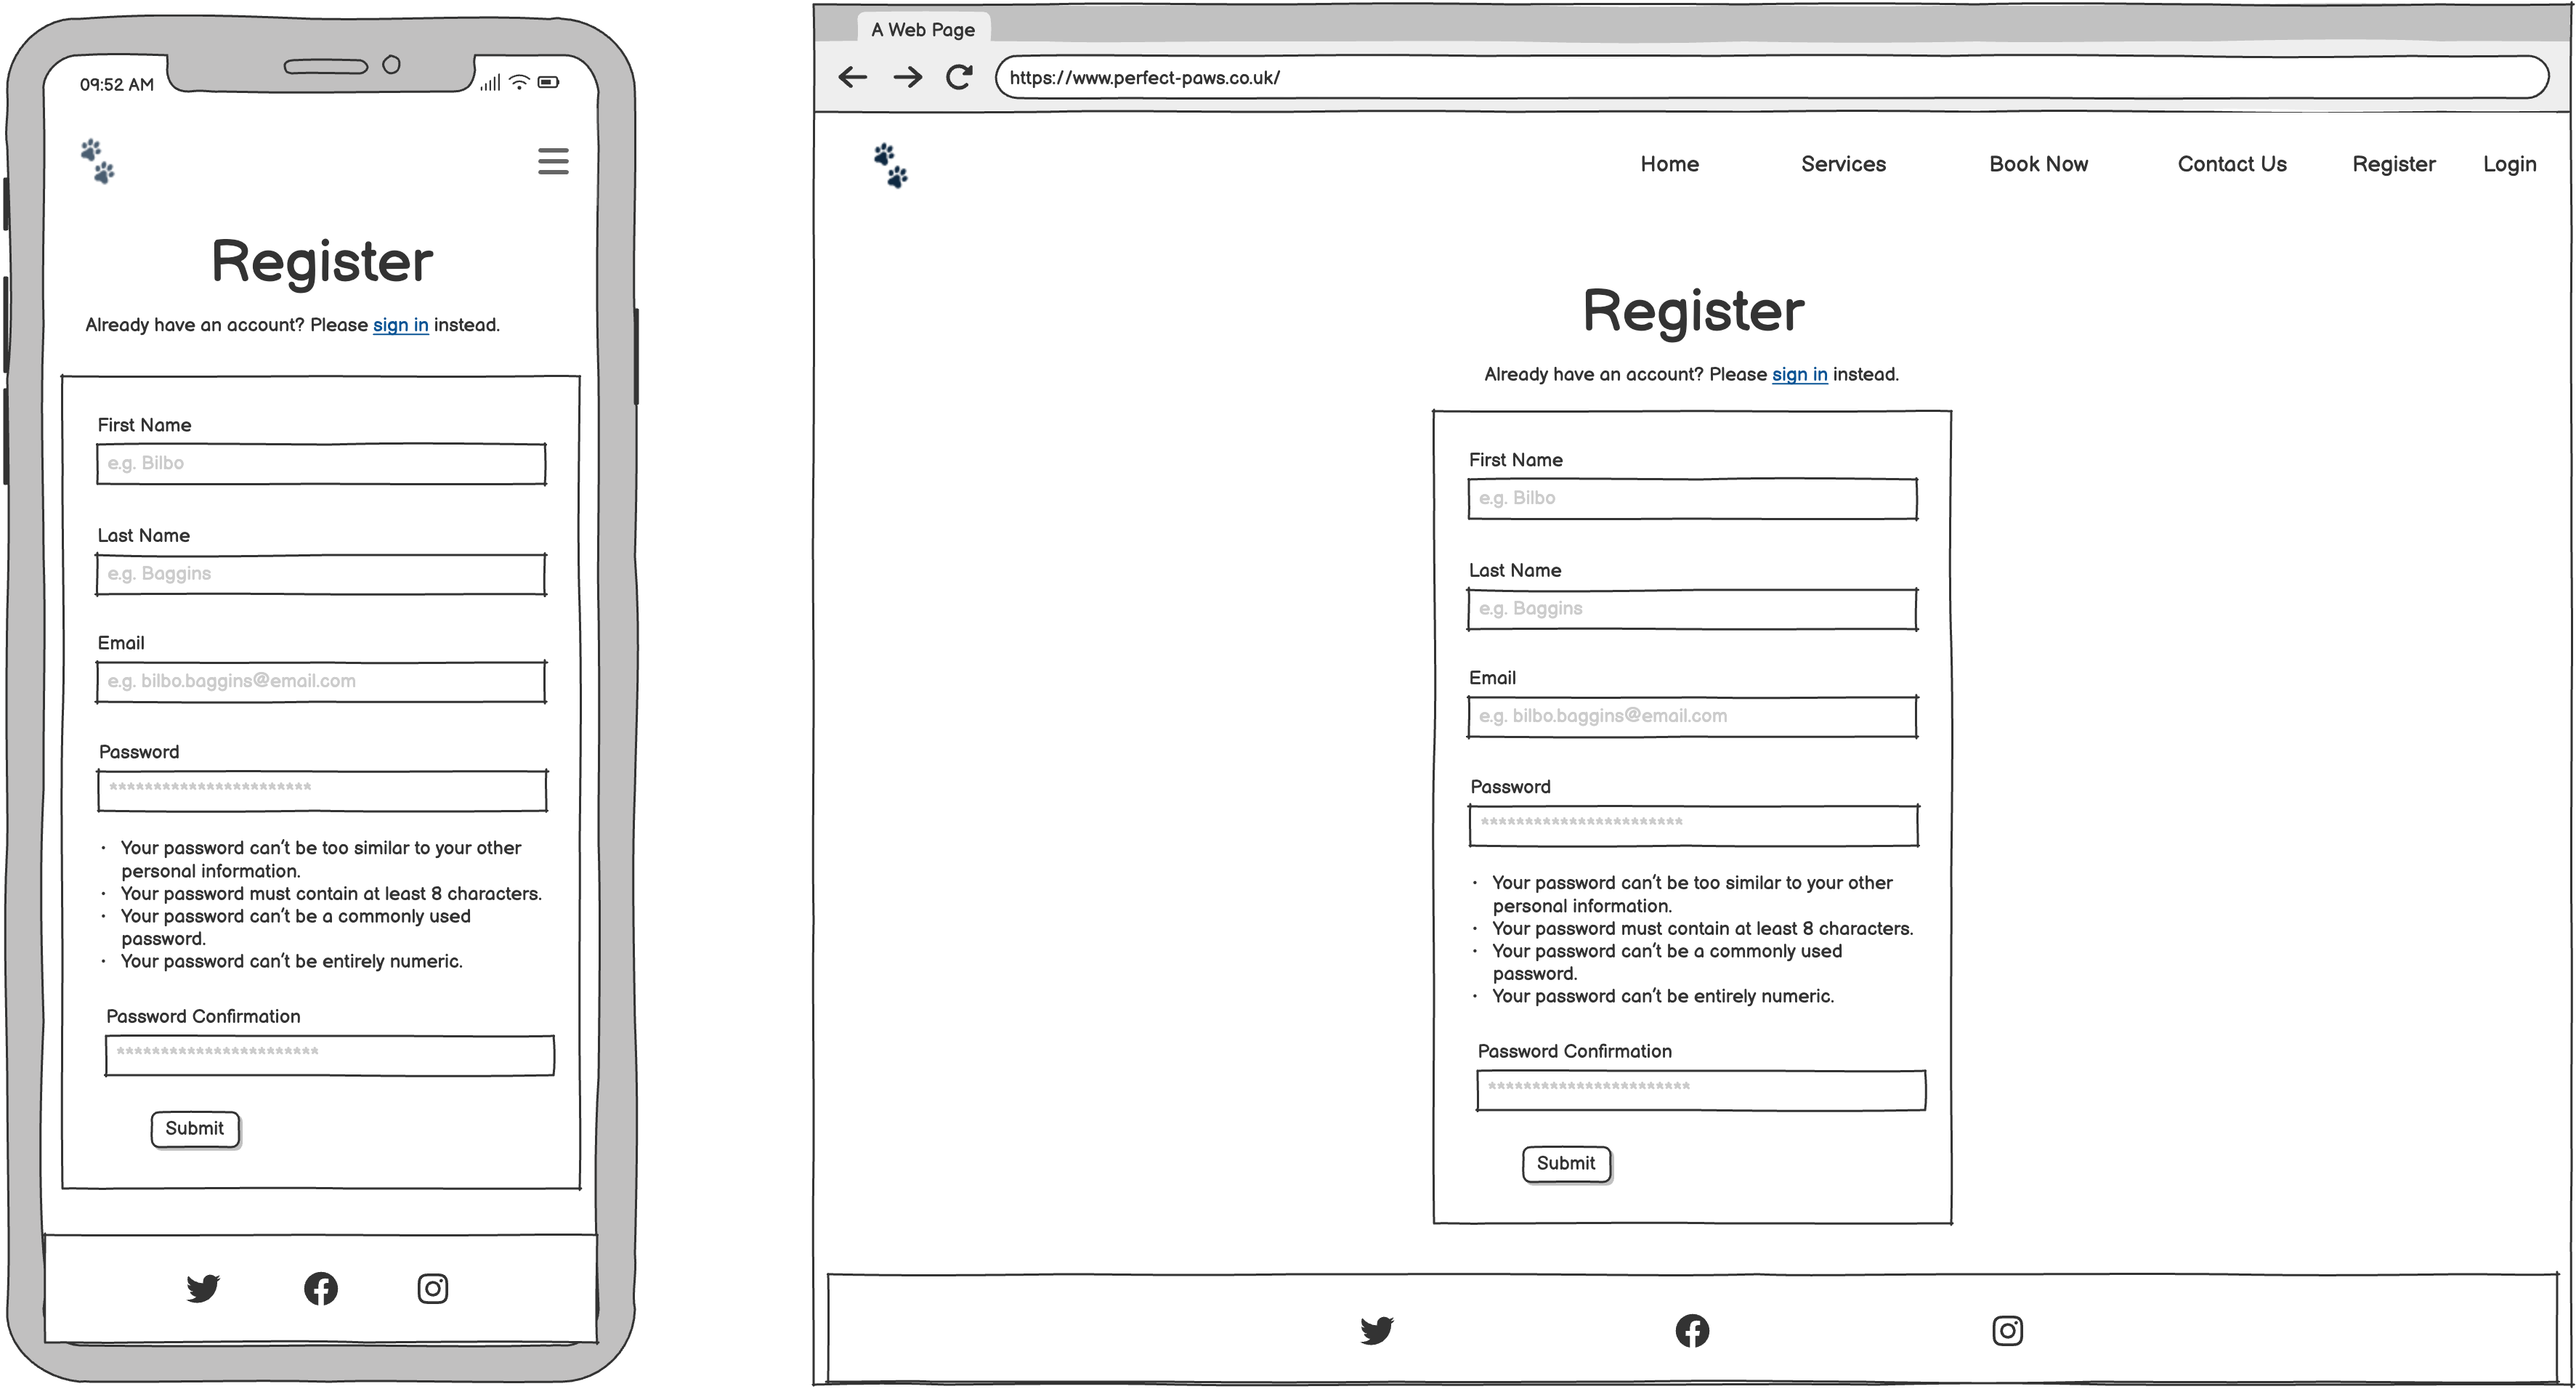 09:52 AM
Register
Already have an account? Please sign in instead.
First Name
e.g. Bilbo
Last Name
e.g. Baggins
Email
e.g. bilbo.baggins@email.com
Password
***********************
· Your password can't be too similar to your other
personal information.
· Your password must contain at least 8 characters.
· Your password can't be a commonly used
password.
· Your password can't be entirely numeric.
Password Confirmation
***********************
Submit
A Web Page
https://www.perfect-paws.co.uk/
Home Services Book Now Contact Us Register Login
Register
Already have an account? Please sign in instead.
First Name
e.g. Bilbo
Last Name
e.g. Baggins
Email
e.g. bilbo.baggins@email.com
Password
***********************
· Your password can't be too similar to your other
personal information.
· Your password must contain at least 8 characters.
· Your password can't be a commonly used
password.
· Your password can't be entirely numeric.
Password Confirmation
***********************
Submit